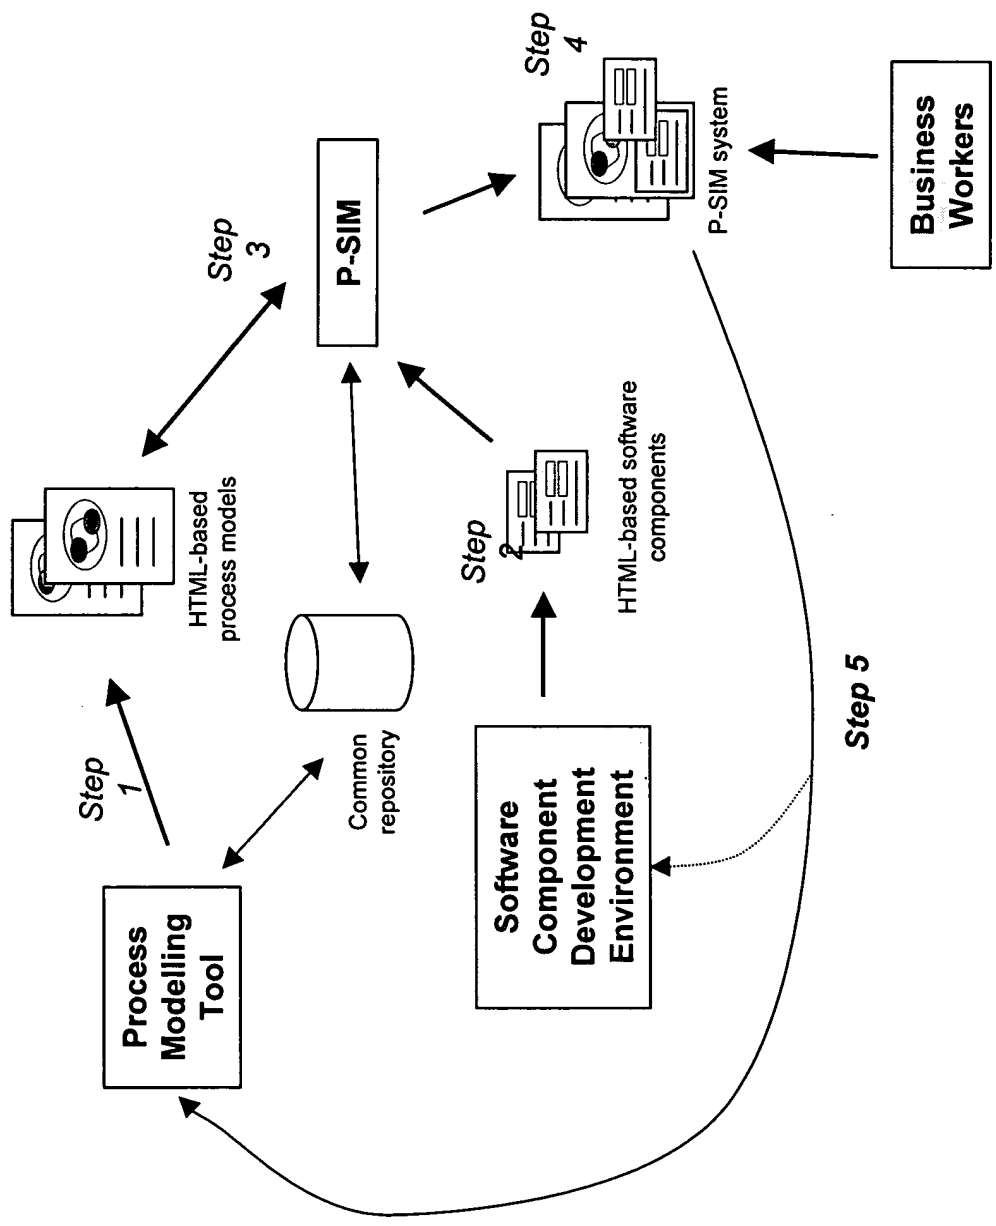 Process
Modelling
Tool
Step
1
HTML-based
process models
Common
repository
Step
3
P-SIM
Software
Component
Development
Environment
Step
2
HTML-based software
components
Step
4
P-SIM system
Business
Workers
Step 5